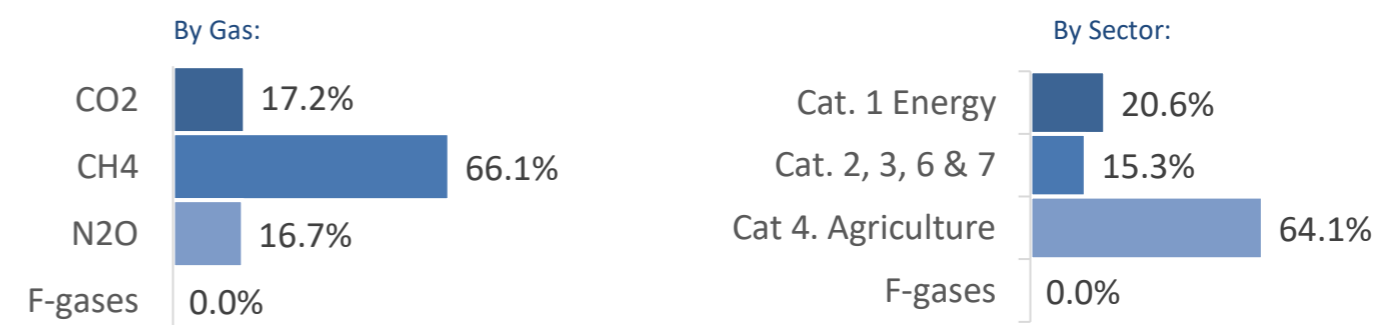 By Gas:
CO2 17.2%
CH4 66.1%
N2O 16.7%
F-gases 0.0%
By Sector:
Cat. 1 Energy 20.6%
Cat. 2, 3, 6 & 7 15.3%
Cat 4. Agriculture 64.1%
F-gases 0.0%